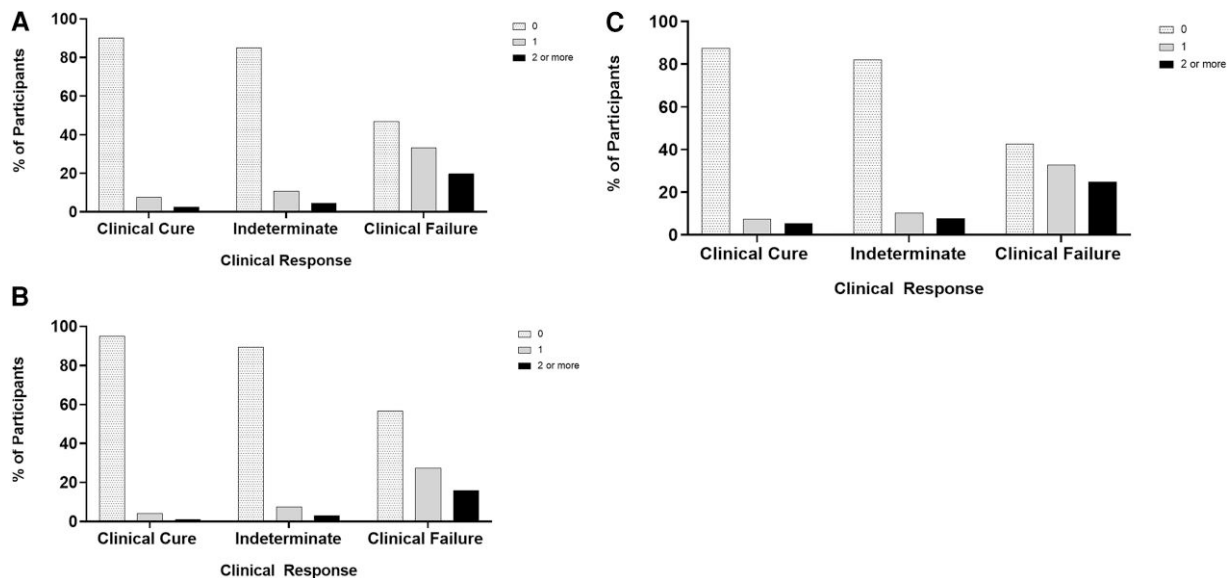 A
100
80
60
40
20
0
% of Participants
Clinical Cure Indeterminate Clinical Failure
Clinical Response
0
1
2 or more
B
100
80
60
40
20
0
% of Participants
Clinical Cure Indeterminate Clinical Failure
Clinical Response
0
1
2 or more
C
100
80
60
40
20
0
% of Participants
Clinical Cure Indeterminate Clinical Failure
Clinical Response
0
1
2 or more